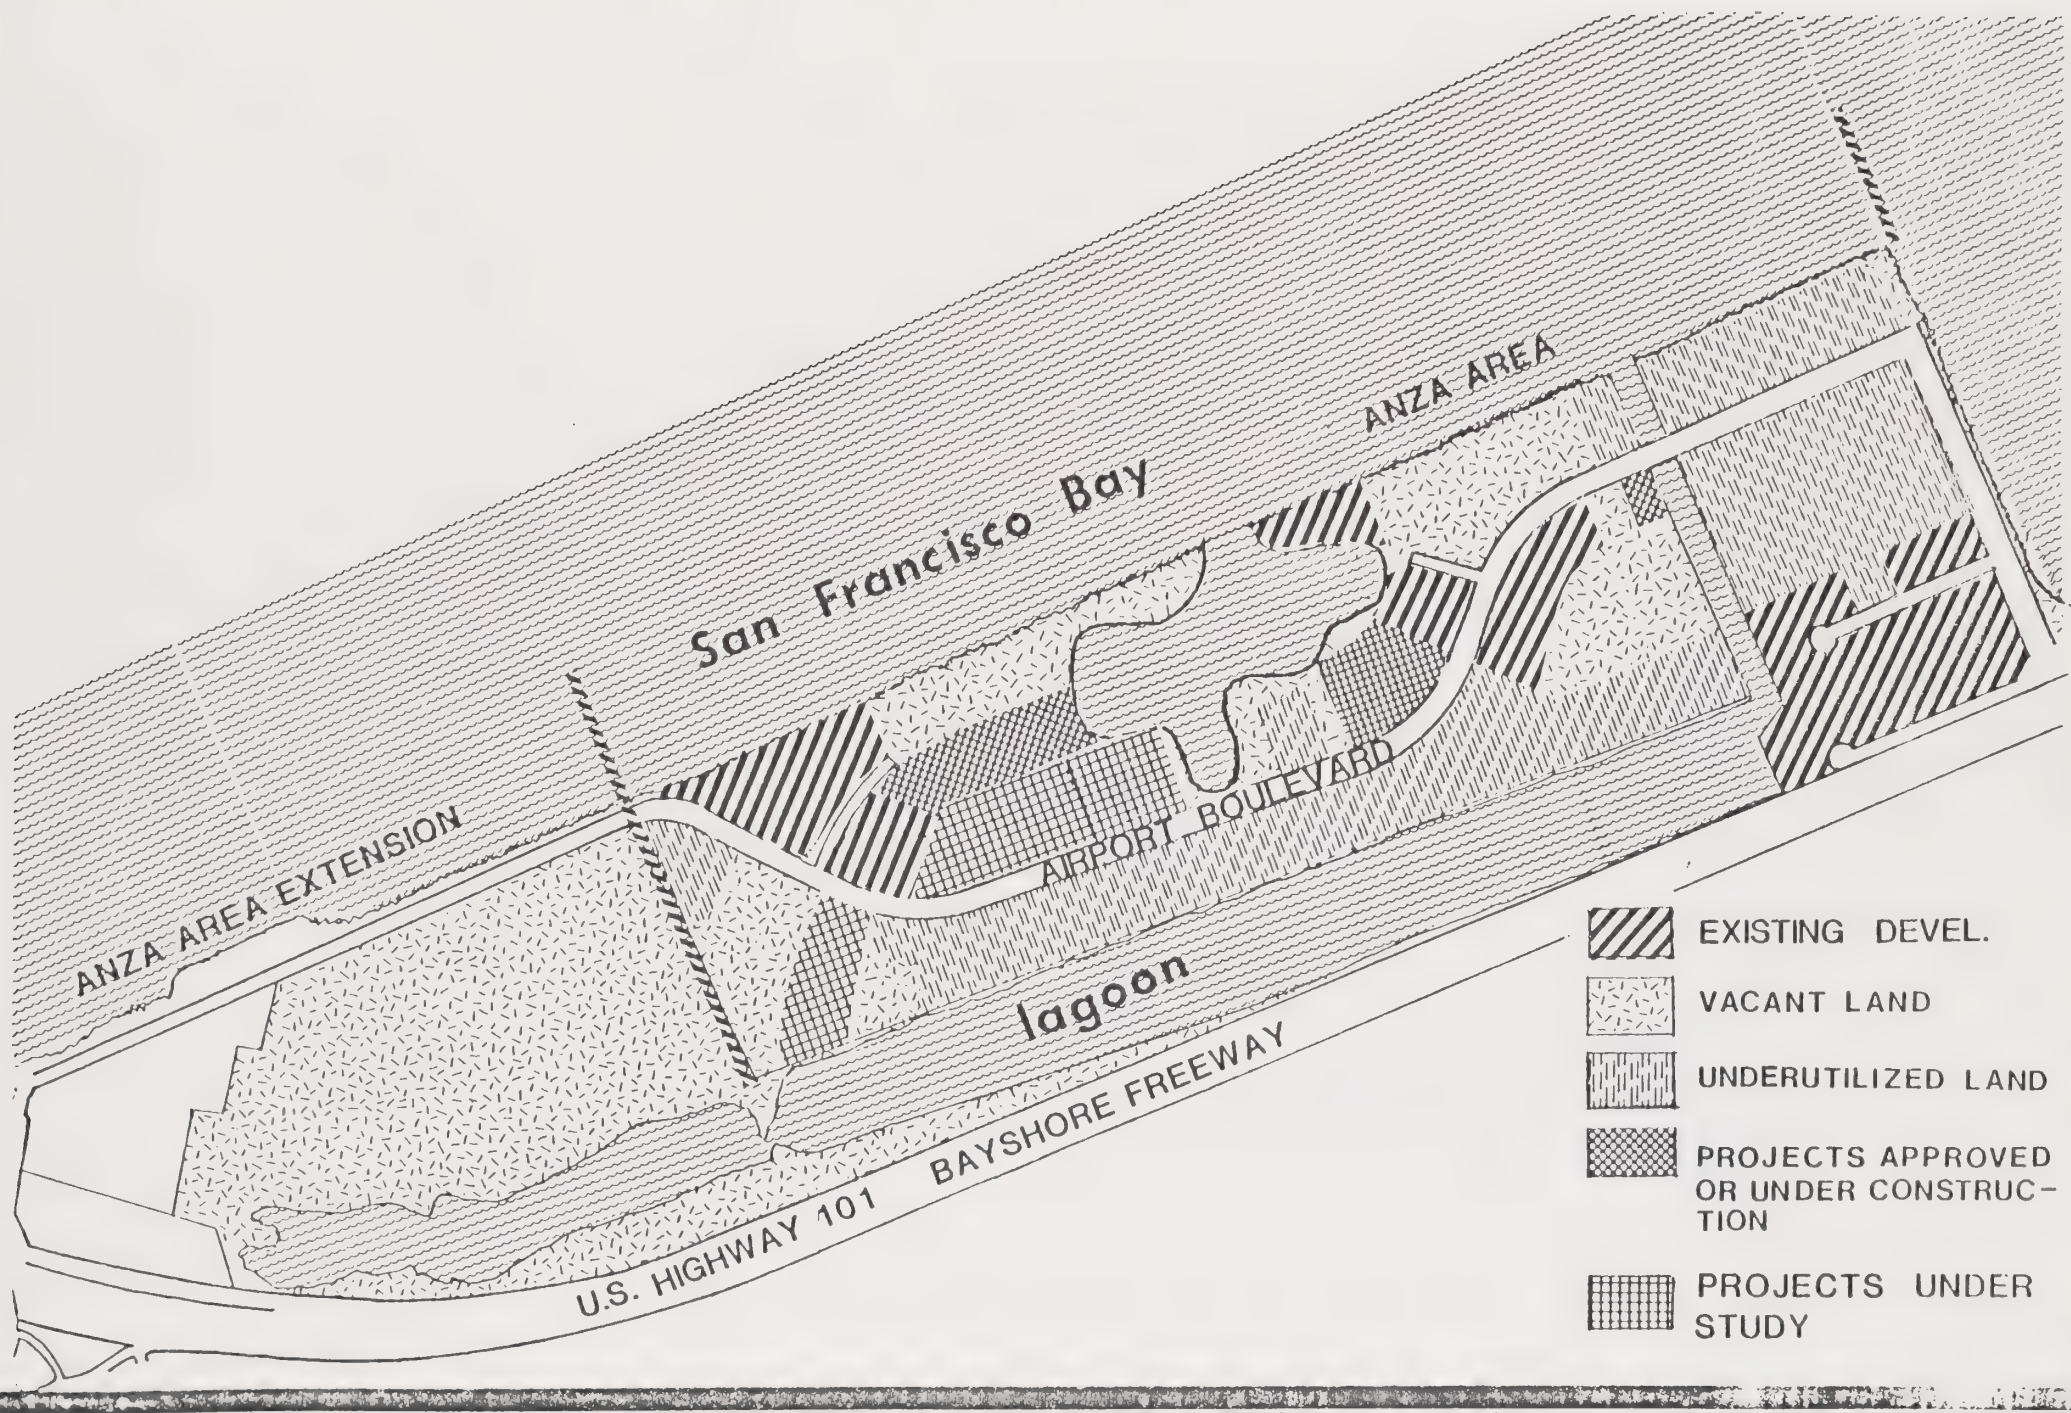 San Francisco Bay
ANZA AREA
ANZA AREA EXTENSION
AIRPORT BOULEVARD
lagoon
U.S. HIGHWAY 101 BAYSHORE FREEWAY
EXISTING DEVEL.
VACANT LAND
UNDERUTILIZED LAND
PROJECTS APPROVED
OR UNDER CONSTRUC-
TION
PROJECTS UNDER
STUDY